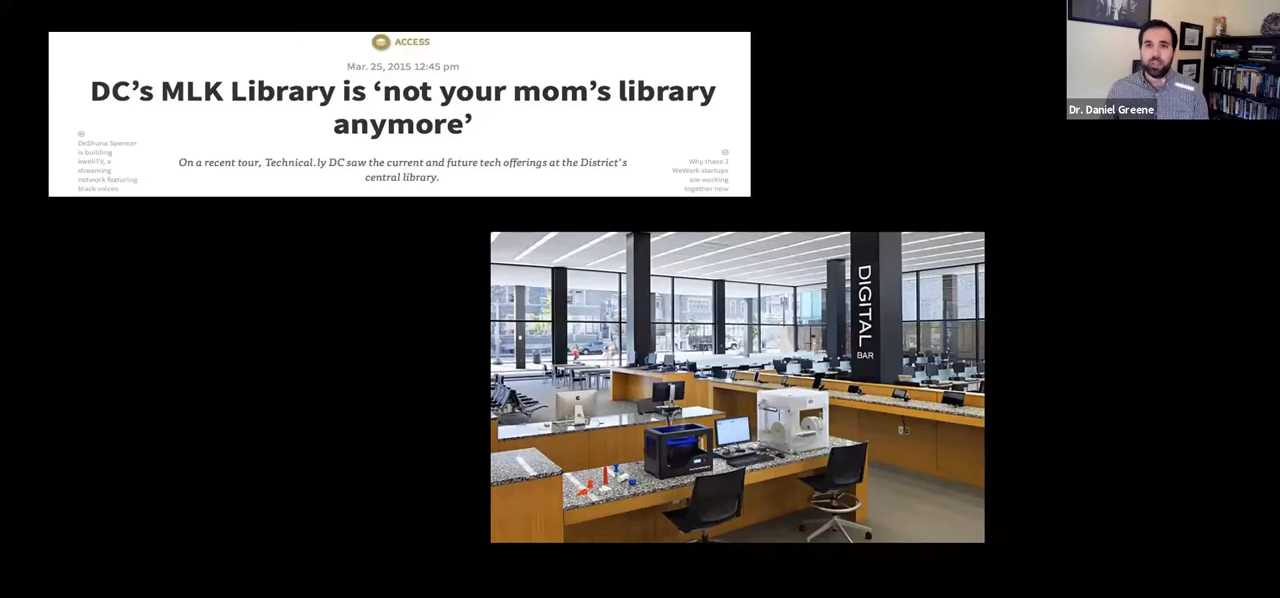 ACCESS
Mar. 25, 2015 12:45 pm
DC's MLK Library is ‘not your mom's library
anymore’
DeShuna Spencer
is building
kweliTV, a
streaming
network featuring
black voices
On a recent tour, Technical.ly DC saw the current and future tech offerings at the District's
central library.
Why these 2
WeWork startups
are working
together now
Dr. Daniel Greene
DIGITAL
BAR